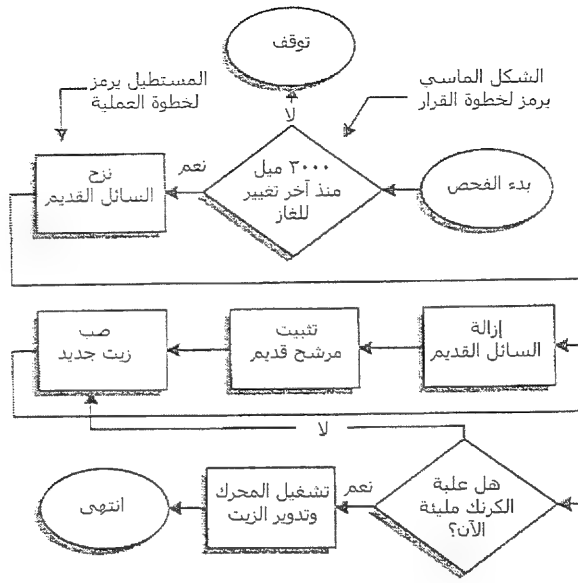 توقف
الشكل الماسي
يرمز لخطوة القرار
المستطيل يرمز
لخطوة العملية
لا
بدء الفحص
٣٠٠٠ ميل
منذ آخر تغيير
للغاز
نعم
نزح
السائل القديم
إزالة
السائل القديم
تثبيت
مرشح قديم
صب
زيت جديد
لا
هل علبة
الكرنك مليئة
الآن؟
نعم
تشغيل المحرك
وتدوير الزيت
انتهى